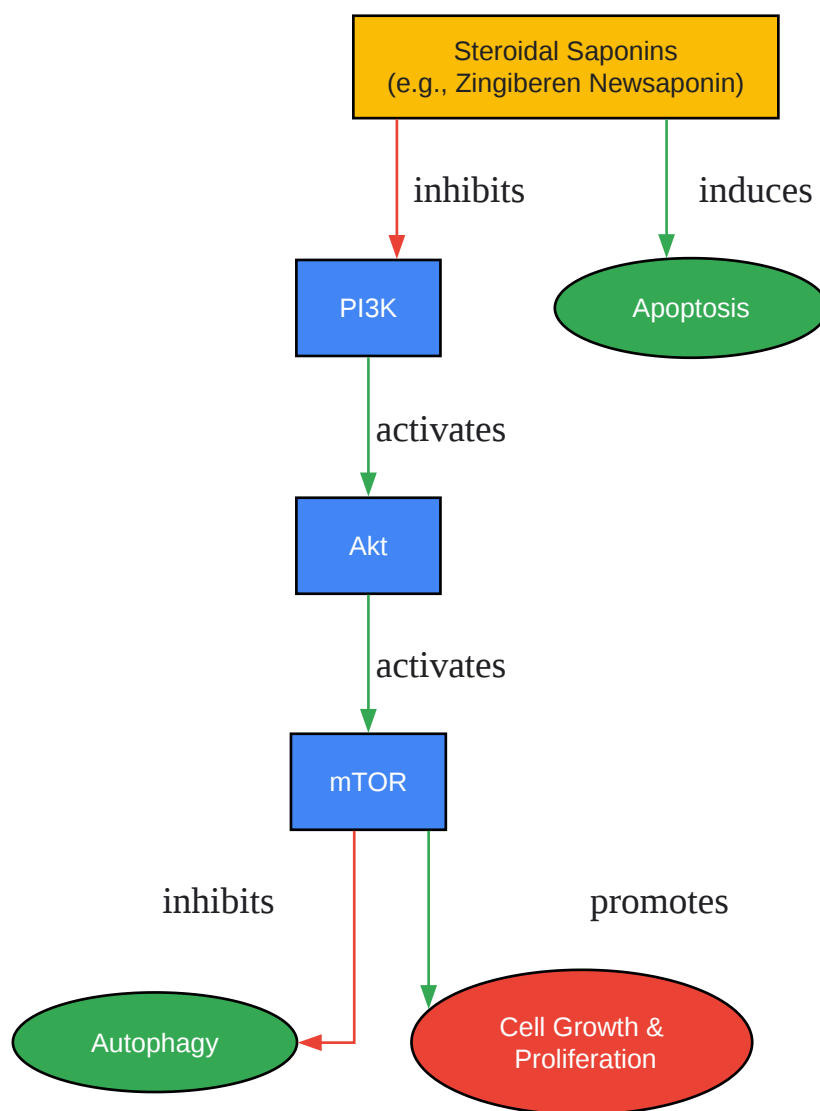 Steroidal Saponins
(e.g., Zingiberen Newsaponin)
inhibits
induces
PI3K
Apoptosis
activates
Akt
activates
mTOR
inhibits
promotes
Autophagy
Cell Growth &
Proliferation